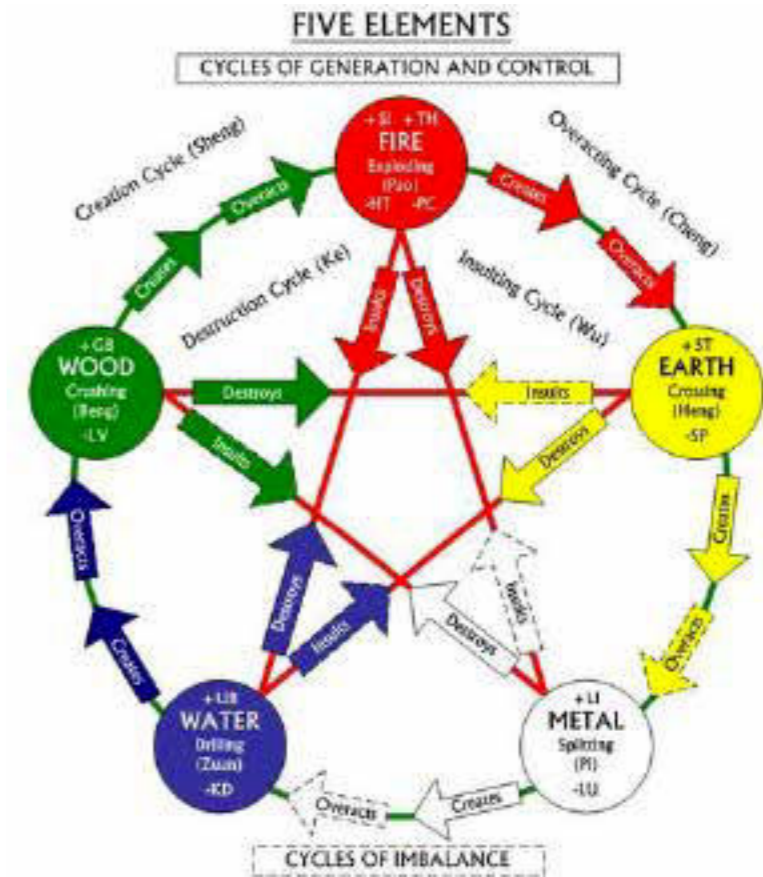 FIVE ELEMENTS
CYCLES OF GENERATION AND CONTROL
Creation Cycle (Sheng)
Overacting Cycle (Cheng)
Destruction Cycle (Ke)
Insulting Cycle (Wu)
+SI +TH
FIRE
Exploding
(Pao)
-HT -PC
Creates
Overacts
Insults
Destroys
+ST
EARTH
Crossing
(Heng)
-SP
Creates
Overacts
Insults
Destroys
+LI
METAL
Splitting
(Pi)
-LU
Creates
Overacts
Destroys
Insults
WATER
Drilling
(Zuan)
-KD
Creates
Overacts
Destroys
Insults
+GB
WOOD
Crushing
(Beng)
-LV
Creates
Overacts
Destroys
Insults
CYCLES OF IMBALANCE